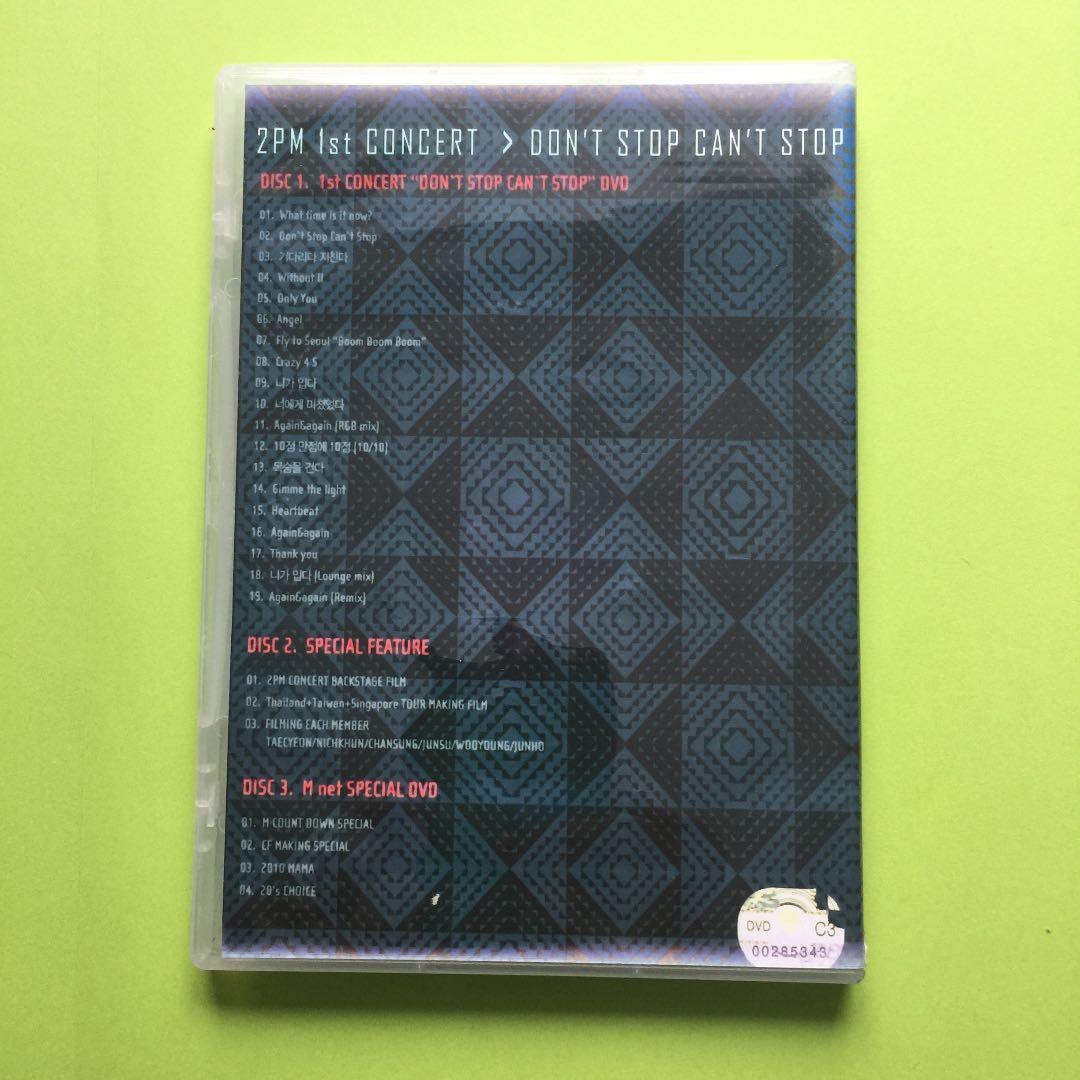 2PM 1st CONCERT > DON'T STOP CAN'T STOP
DISC 1. 1st CONCERT "DON'T STOP CAN'T STOP" DVD
01. What time is it now?
02. Don't Stop Can't Stop
03. 기다리다 지친다
04. Without U
05. Only You
06. Angel
07. Fly to Seoul "Boom Boom Boom"
08. Crazy 4 S
09. 니가 밉다
10. 너에게 미쳤었다
11. Again&again (R&B mix)
12. 10점 만점에 10점 (10/10)
13. 목숨을 건다
14. Gimme the light
15. Heartbeat
16. Again&again
17. Thank you
18. 니가 밉다 (Lounge mix)
19. Again&again (Remix)
DISC 2. SPECIAL FEATURE
01. 2PM CONCERT BACKSTAGE FILM
02. Thailand+Taiwan+Singapore TOUR MAKING FILM
03. FILMING EACH MEMBER
TAECYEON/NICHKHUN/CHANSUNG/JUNSU/WOOYOUNG/JUNHO
DISC 3. M net SPECIAL DVD
01. M COUNT DOWN SPECIAL
02. CF MAKING SPECIAL
03. 2010 MAMA
04. 20's CHOICE
DVD C3
00285343